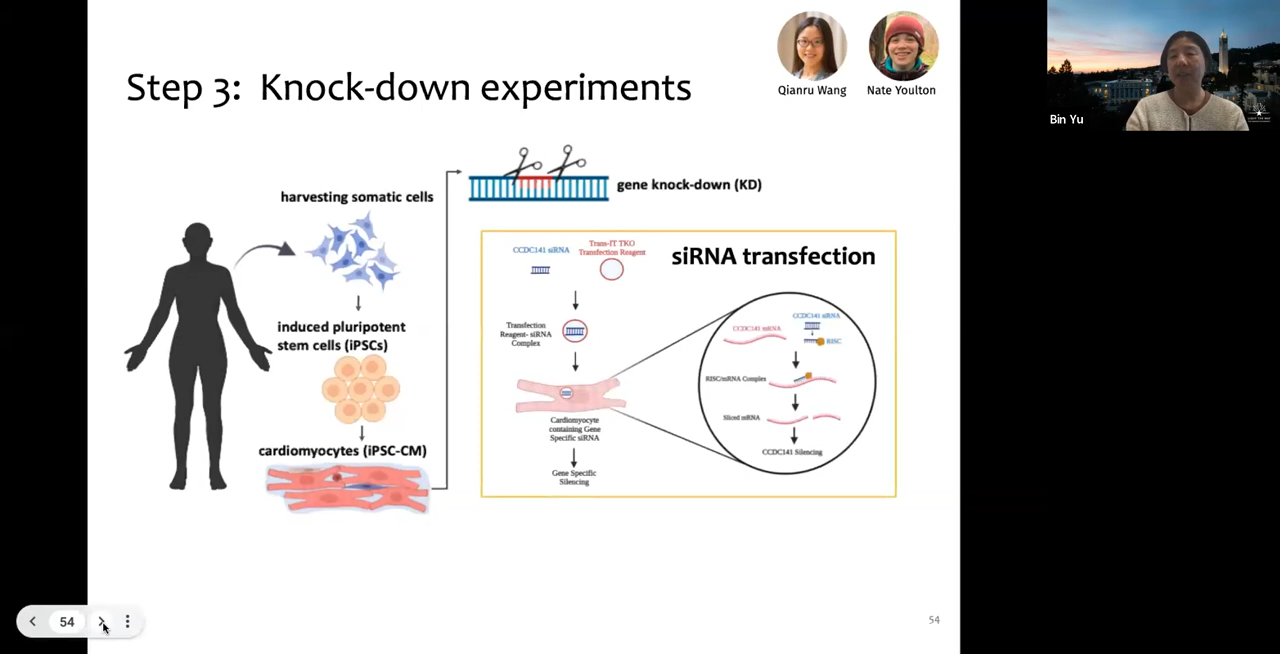 Step 3: Knock-down experiments
Qianru Wang
Nate Youlton
Bin Yu
harvesting somatic cells
induced pluripotent
stem cells (iPSCs)
cardiomyocytes (iPSC-CM)
gene knock-down (KD)
siRNA transfection
CCDC141 siRNA
Trans-IT TKO
Transfection Reagent
Transfection
Reagent- siRNA
Complex
Cardiomyocyte
containing Gene
Specific siRNA
Gene Specific
Silencing
CCDC141 mRNA
CCDC141 siRNA
RISC
RISC/mRNA Complex
Sliced mRNA
CCDC141 Silencing
54
54